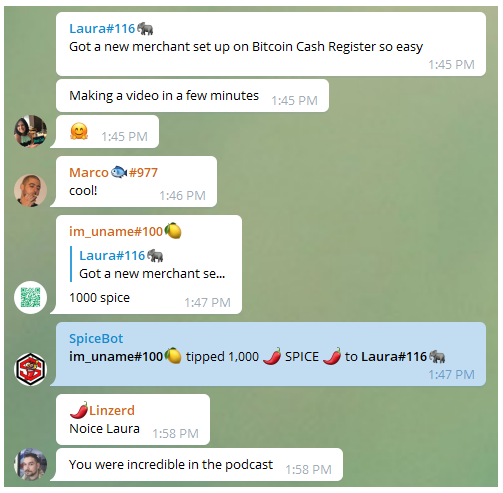 Laura#116🐘
Got a new merchant set up on Bitcoin Cash Register so easy
1:45 PM
Making a video in a few minutes 1:45 PM
🤗 1:45 PM
Marco🐟#977
cool! 1:46 PM
im_uname#100🍋
Laura#116🐘
Got a new merchant se...
1000 spice 1:47 PM
SpiceBot
im_uname#100🍋 tipped 1,000 🌶️ SPICE 🌶️ to Laura#116🐘
1:47 PM
🌶️Linzerd
Noice Laura 1:58 PM
You were incredible in the podcast 1:58 PM